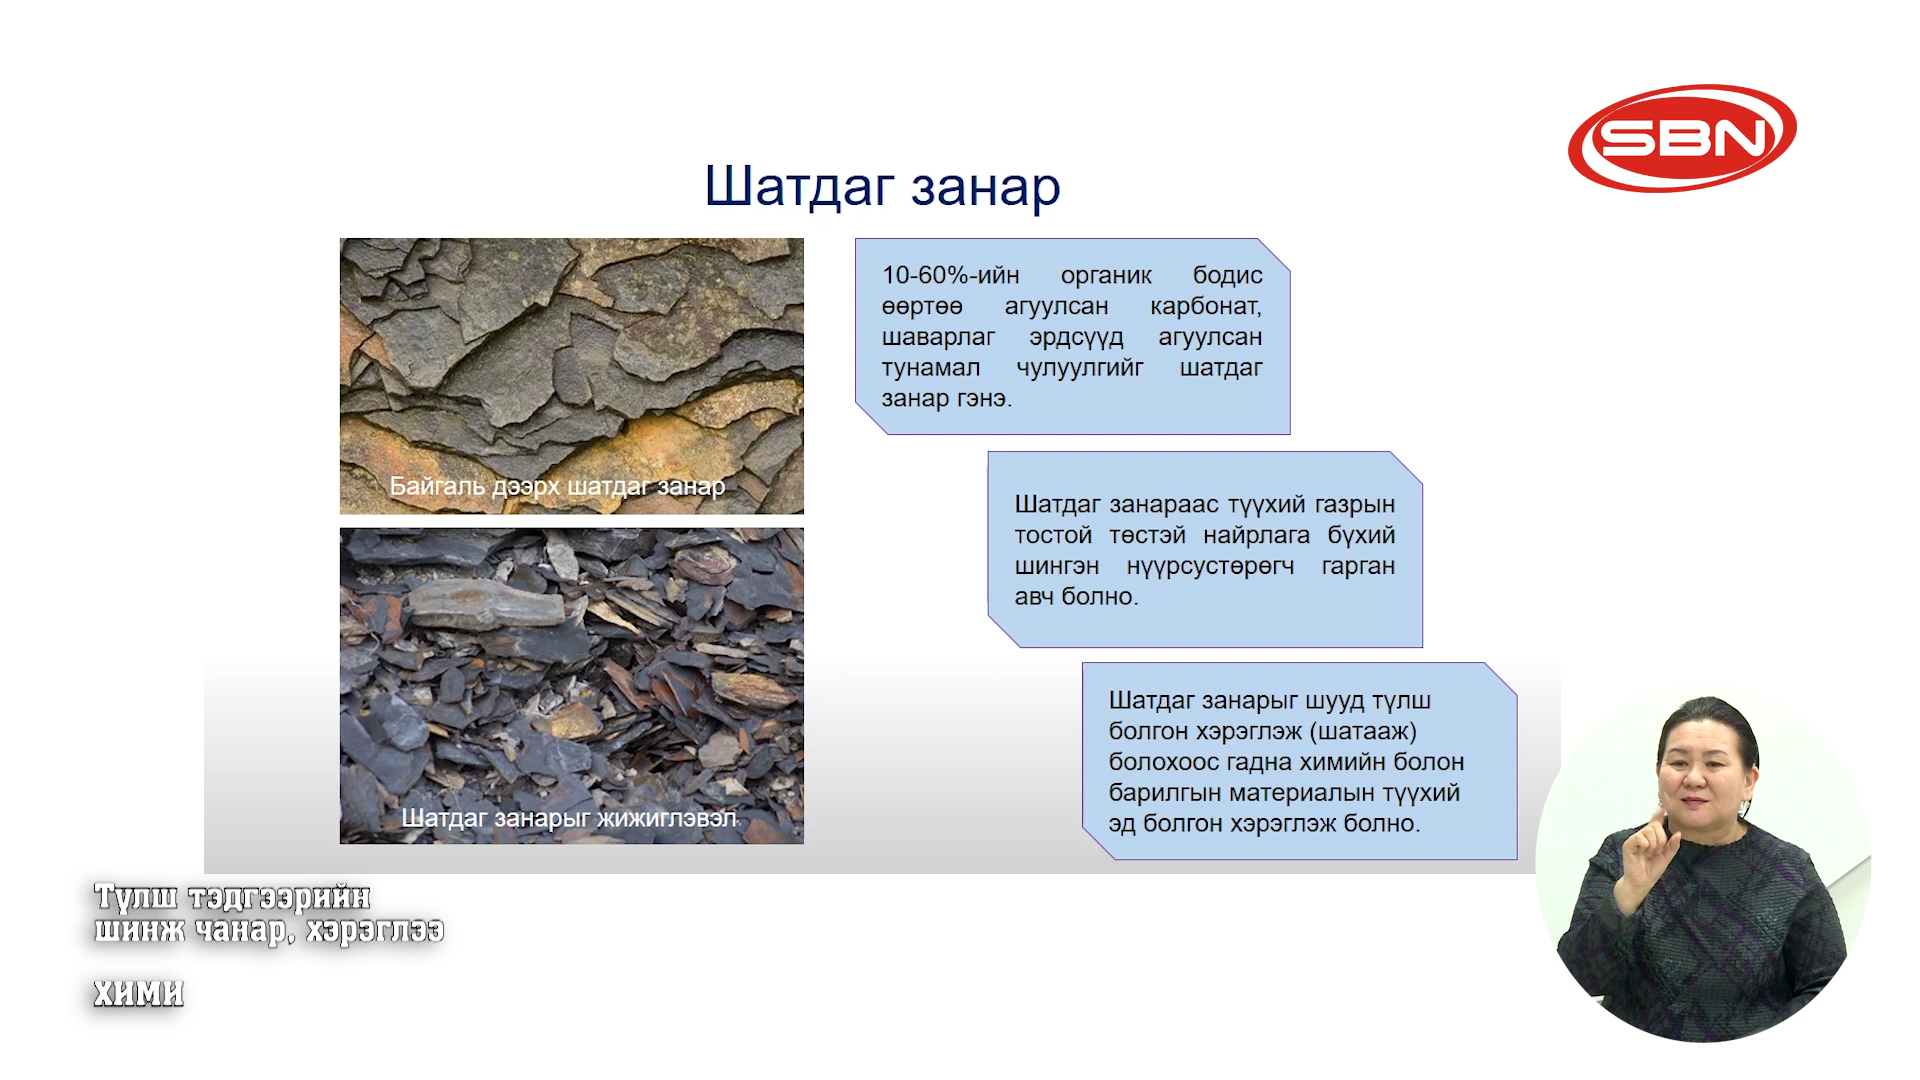 SBN
Шатдаг занар
10-60%-ийн органик бодис
өөртөө агуулсан карбонат,
шаварлаг эрдсүүд агуулсан
тунамал чулуулгийг шатдаг
занар гэнэ.
Байгаль дээрх шатдаг занар
Шатдаг занараас түүхий газрын
тостой төстэй найрлага бүхий
шингэн нүүрсустөрөгч гарган
авч болно.
Шатдаг занарыг шууд түлш
болгон хэрэглэж (шатааж)
болохоос гадна химийн болон
барилгын материалын түүхий
эд болгон хэрэглэж болно.
Шатдаг занарыг жижиглэвэл
Түлш тэдгээрийн
шинж чанар, хэрэглээ
ХИМИ